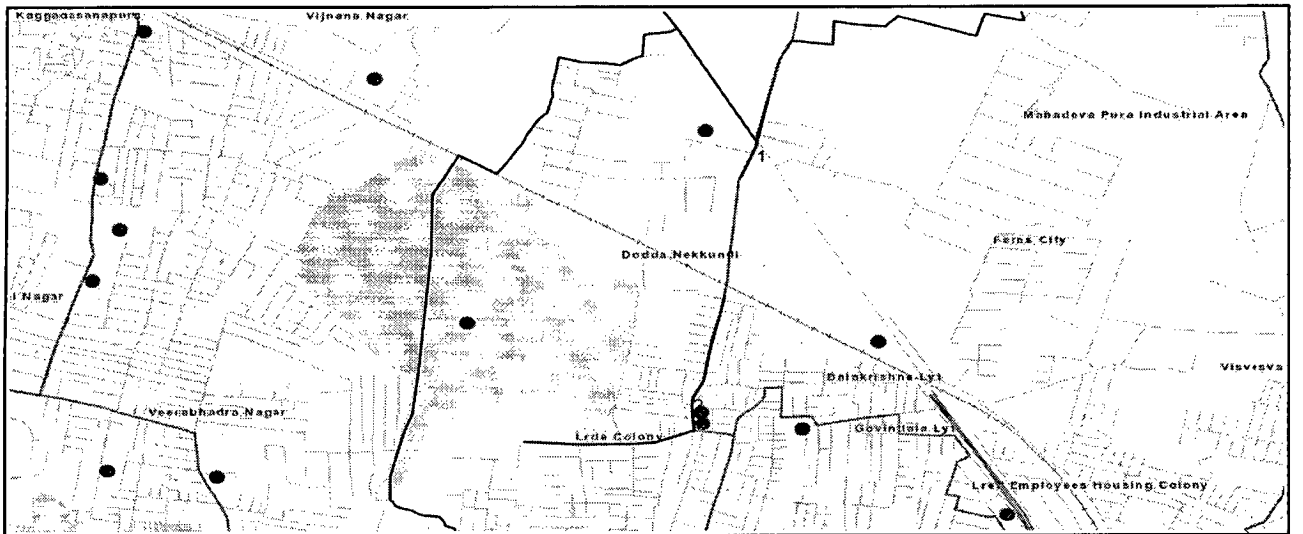 Kaggadasanapura
Vijnana Nagar
Mahadeva Pura Industrial Area
1
Ferns City
Dodda Nekkundi
i Nagar
Visvesva
Balakrishna Lyt
Veerabhadra Nagar
2
Govindaia Lyt
Lrde Colony
Employees Housing Colony